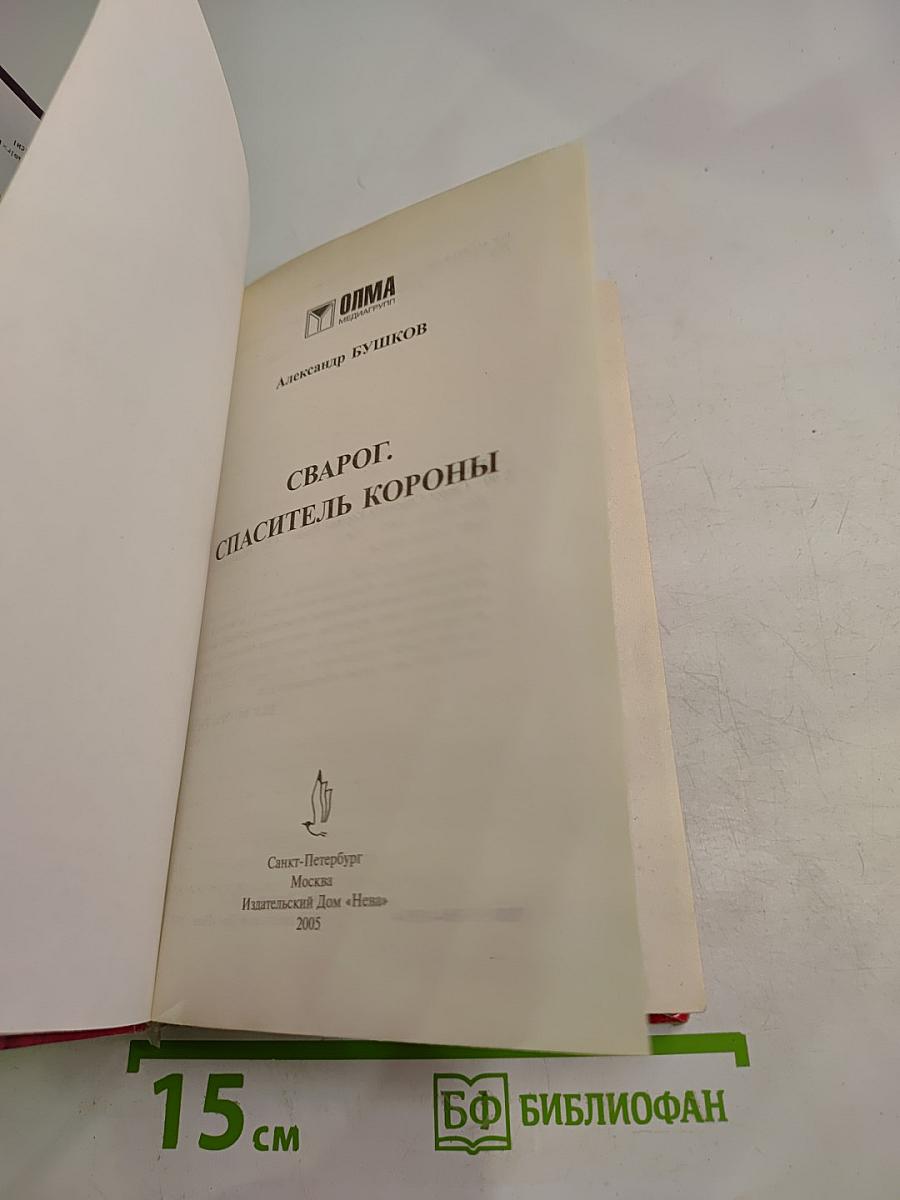 ОЛМА
МЕДИАГРУПП
Александр БУШКОВ
СВАРОГ.
СПАСИТЕЛЬ КОРОНЫ
Санкт-Петербург
Москва
Издательский Дом «Нева»
2005
15 см
БФ БИБЛИОФАН